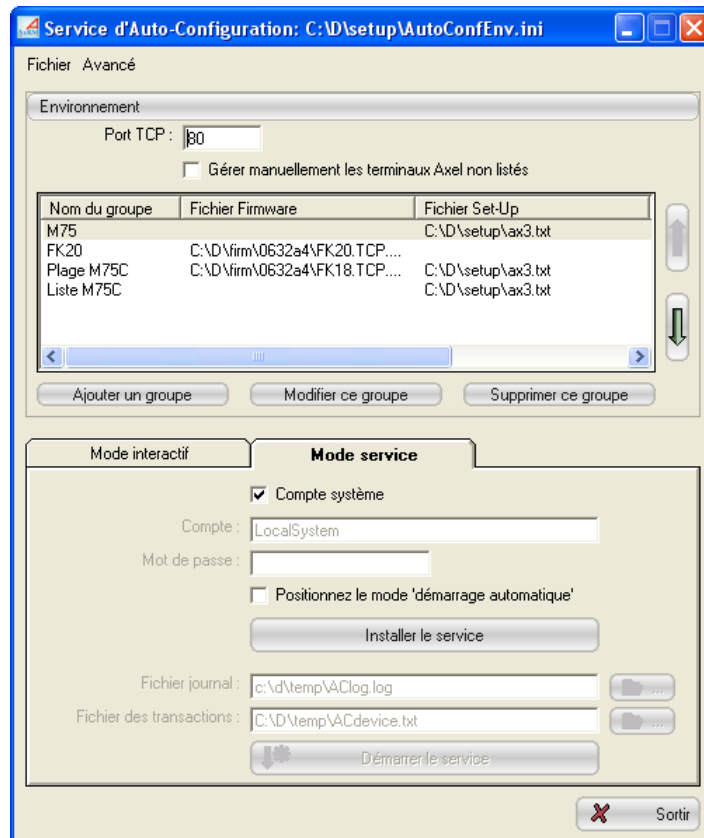 Service d'Auto-Configuration: C:\D\setup\AutoConfEnv.ini
Fichier Avancé
Environnement
Port TCP : 80
Gérer manuellement les terminaux Axel non listés
Nom du groupe Fichier Firmware Fichier Set-Up
M75 C:\D\setup\ax3.txt
FK20 C:\D\firm\0632a4\FK20.TCP....
Plage M75C C:\D\firm\0632a4\FK18.TCP.... C:\D\setup\ax3.txt
Liste M75C C:\D\setup\ax3.txt
Ajouter un groupe Modifier ce groupe Supprimer ce groupe
Mode interactif Mode service
Compte système
Compte : LocalSystem
Mot de passe :
Positionnez le mode 'démarrage automatique'
Installer le service
Fichier journal : c:\d\temp\AClog.log ...
Fichier des transactions : C:\D\temp\ACdevice.txt ...
Démarrer le service
Sortir